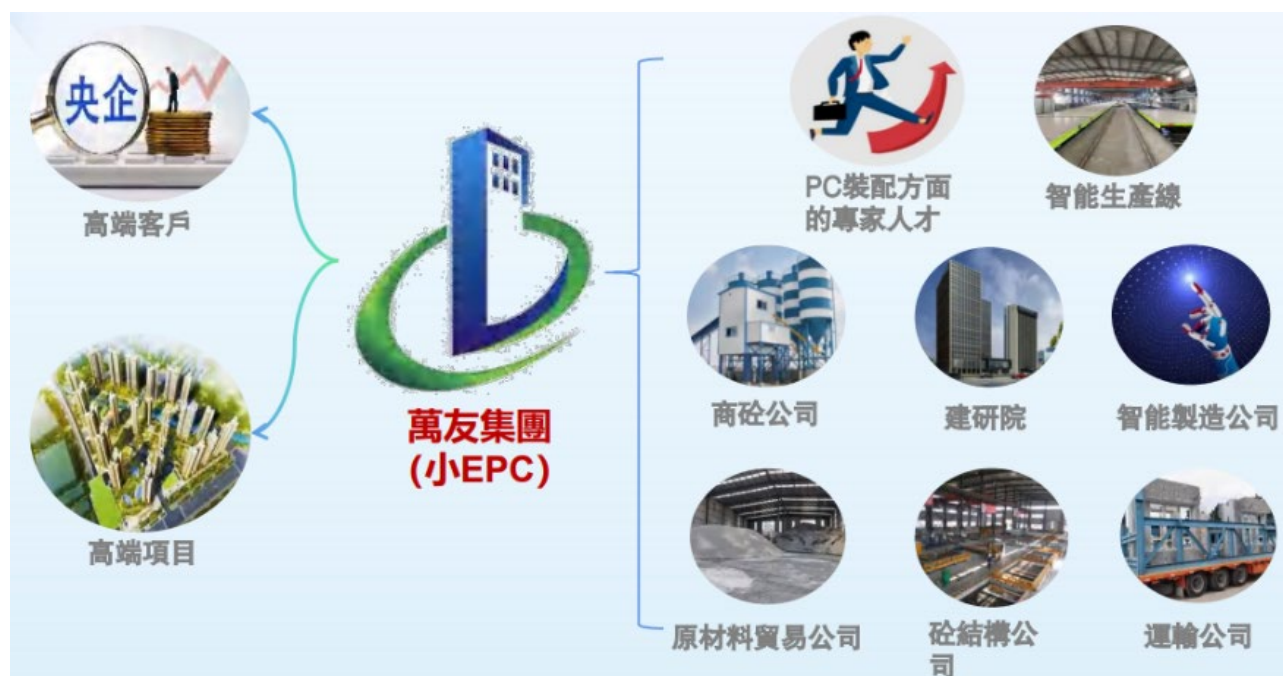 央企
高端客戶
高端項目
萬友集團
(小EPC)
PC裝配方面
的專家人才
智能生產線
商砼公司
建研院
智能製造公司
原材料貿易公司
砼結構公
司
運輸公司